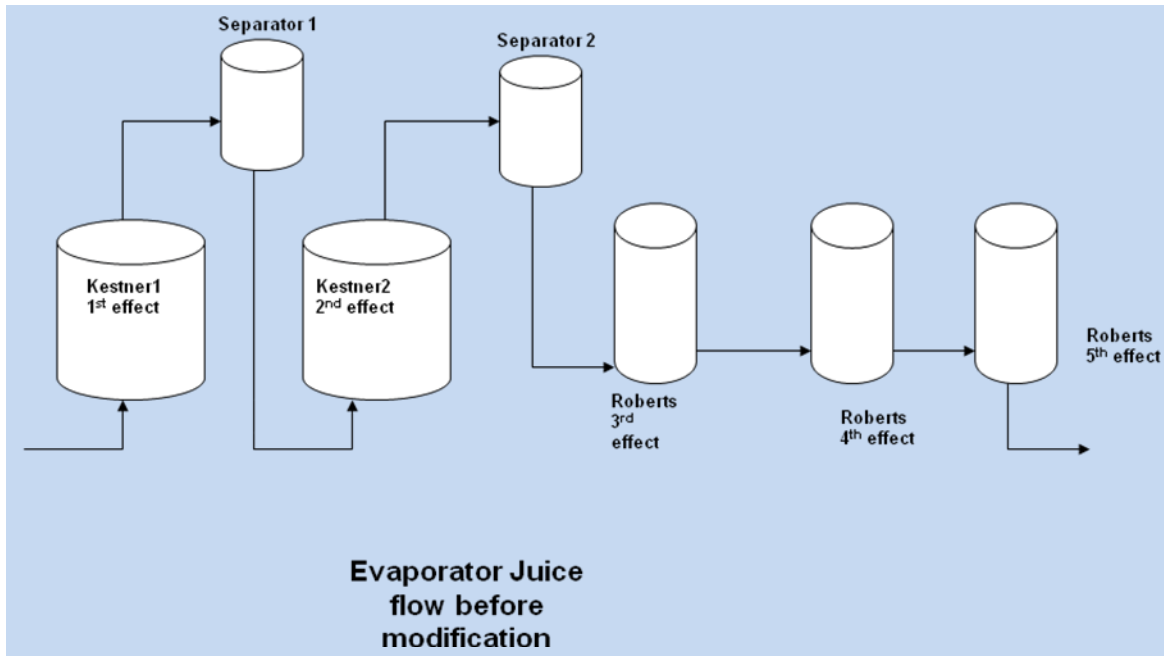 Separator 1
Separator 2
Kestner1
1st effect
Kestner2
2nd effect
Roberts
5th effect
Roberts
3rd
effect
Roberts
4th effect
Evaporator Juice
flow before
modification